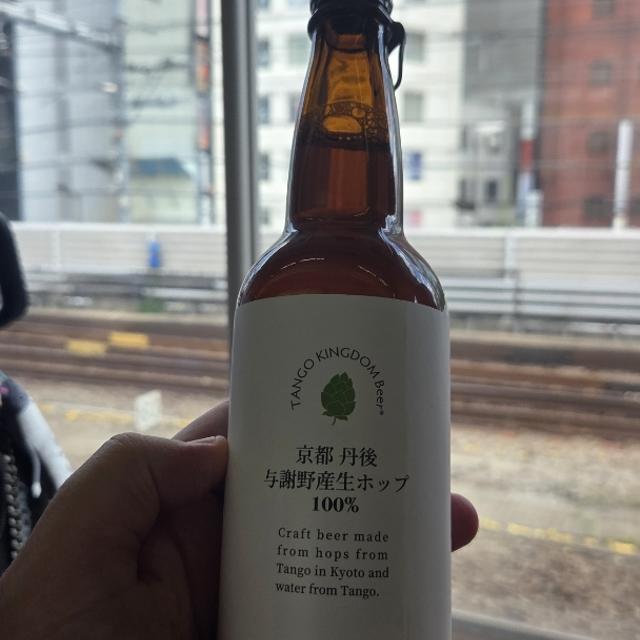 TANGO KINGDOM Beer®
京都 丹後
与謝野産生ホップ
100%
Craft beer made
from hops from
Tango in Kyoto and
water from Tango.